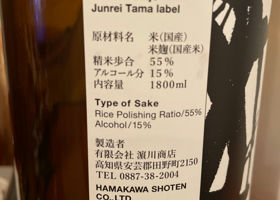 Junrei Tama label
原材料名 米(国産)
米麹(国産米)
精米歩合 55%
アルコール分 15%
内容量 1800ml
Type of Sake
Rice Polishing Ratio/55%
Alcohol/15%
製造者
有限会社 濵川商店
高知県安芸郡田野町2150
TEL 0887-38-2004
HAMAKAWA SHOTEN
CO.,LTD.